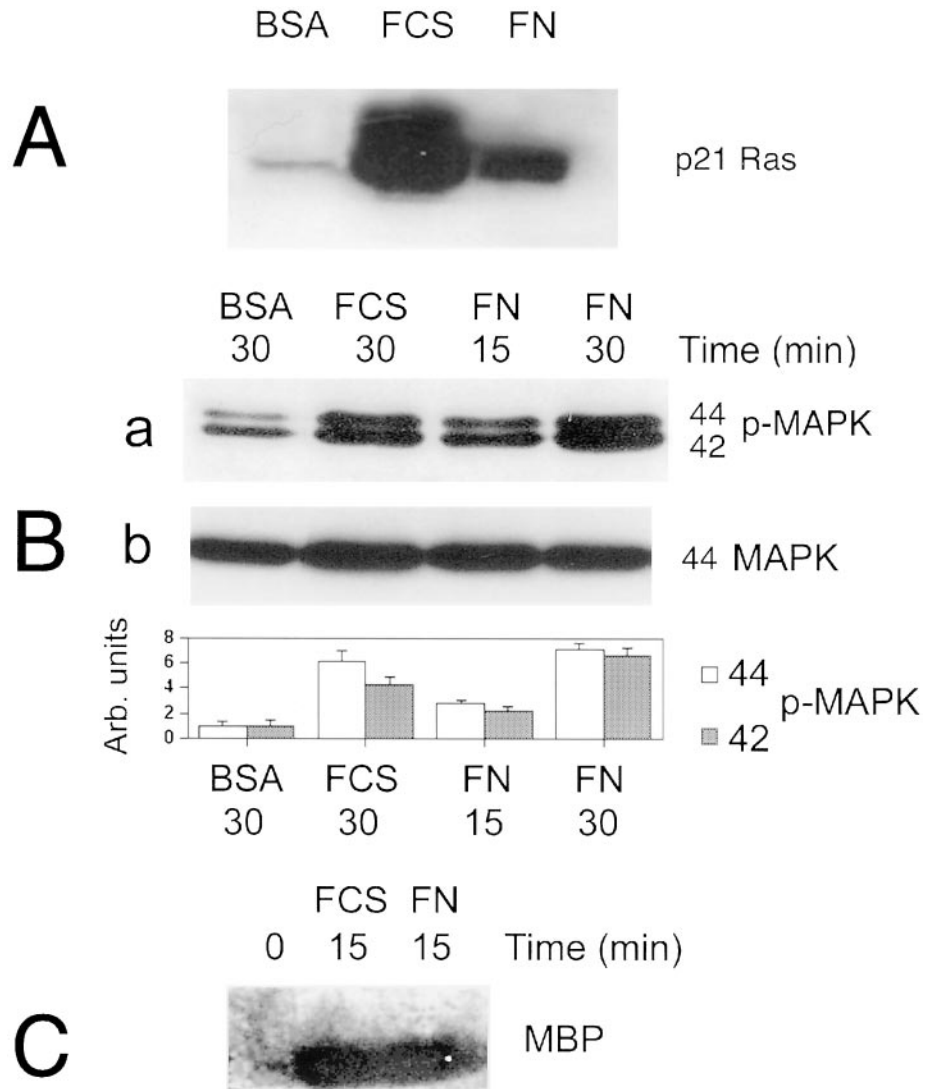 BSA FCS FN
A
p21 Ras
BSA FCS FN FN
30 30 15 30 Time (min)
a
44
42
p-MAPK
B
b
44 MAPK
Arb. units
8
6
4
2
0
44
42
p-MAPK
BSA FCS FN FN
30 30 15 30
FCS FN
0 15 15 Time (min)
C
MBP